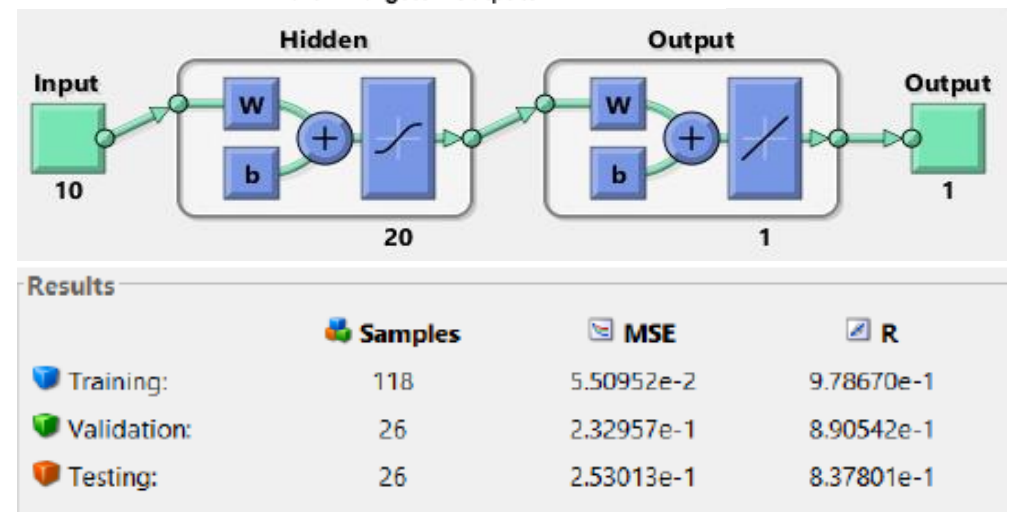 Hidden
Output
Input
Output
W
W
b
b
10
20
1
1
Results
Samples MSE R
Training: 118 5.50952e-2 9.78670e-1
Validation: 26 2.32957e-1 8.90542e-1
Testing: 26 2.53013e-1 8.37801e-1